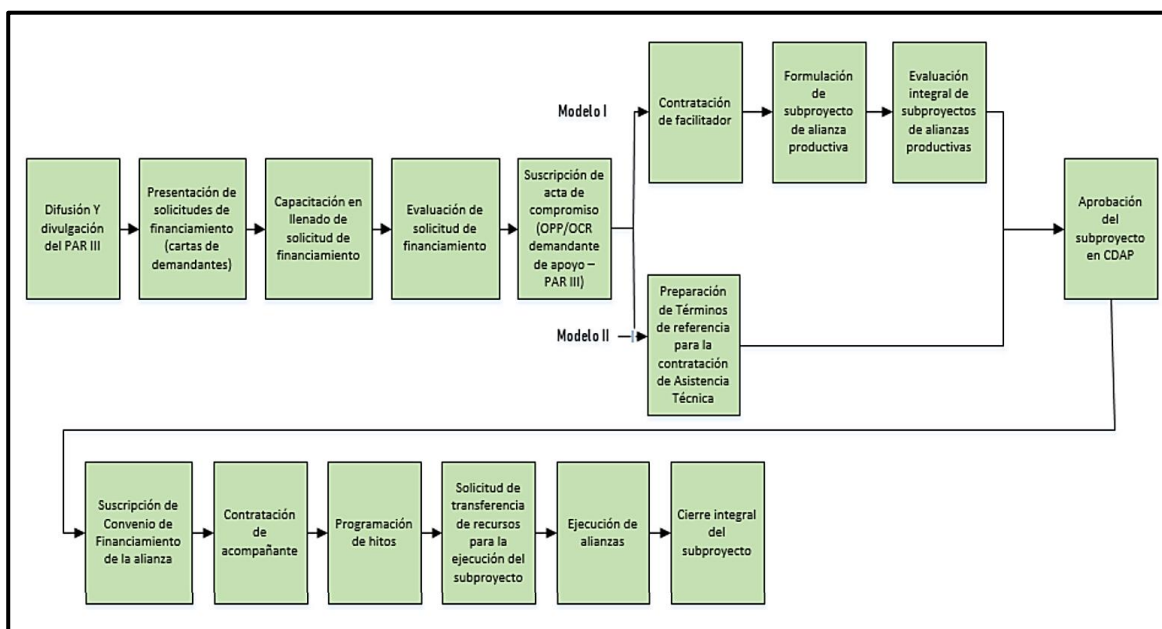 Difusión Y
divulgación
del PAR III
Presentación de
solicitudes de
financiamiento
(cartas de
demandantes)
Capacitación en
llenado de
solicitud de
financiamiento
Evaluación de
solicitud de
financiamiento
Suscripción de
acta de
compromiso
(OPP/OCR
demandante
de apoyo –
PAR III)
Modelo I
Contratación
de facilitador
Formulación
de
subproyecto
de alianza
productiva
Evaluación
integral de
subproyectos
de alianzas
productivas
Modelo II
Preparación
de Términos
de referencia
para la
contratación
de Asistencia
Técnica
Aprobación
del
subproyecto
en CDAP
Suscripción de
Convenio de
Financiamiento
de la alianza
Contratación
de
acompañante
Programación
de hitos
Solicitud de
transferencia
de recursos
para la
ejecución del
subproyecto
Ejecución de
alianzas
Cierre integral
del
subproyecto